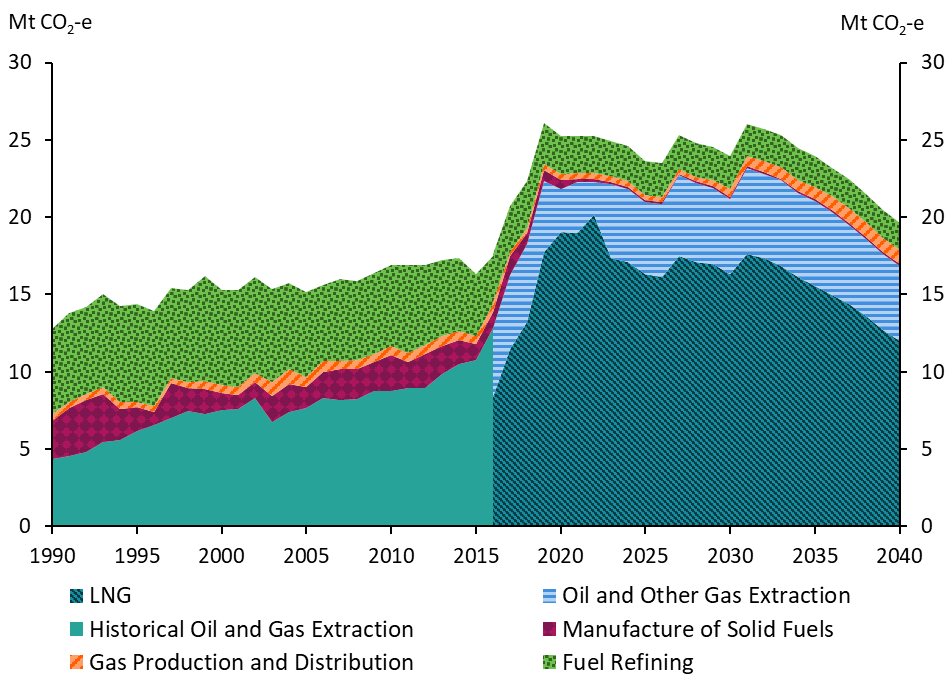 Mt CO₂-e Mt CO₂-e
30 30
25 25
20 20
15 15
10 10
5 5
0 0
1990 1995 2000 2005 2010 2015 2020 2025 2030 2035 2040
LNG Oil and Other Gas Extraction
Historical Oil and Gas Extraction Manufacture of Solid Fuels
Gas Production and Distribution Fuel Refining